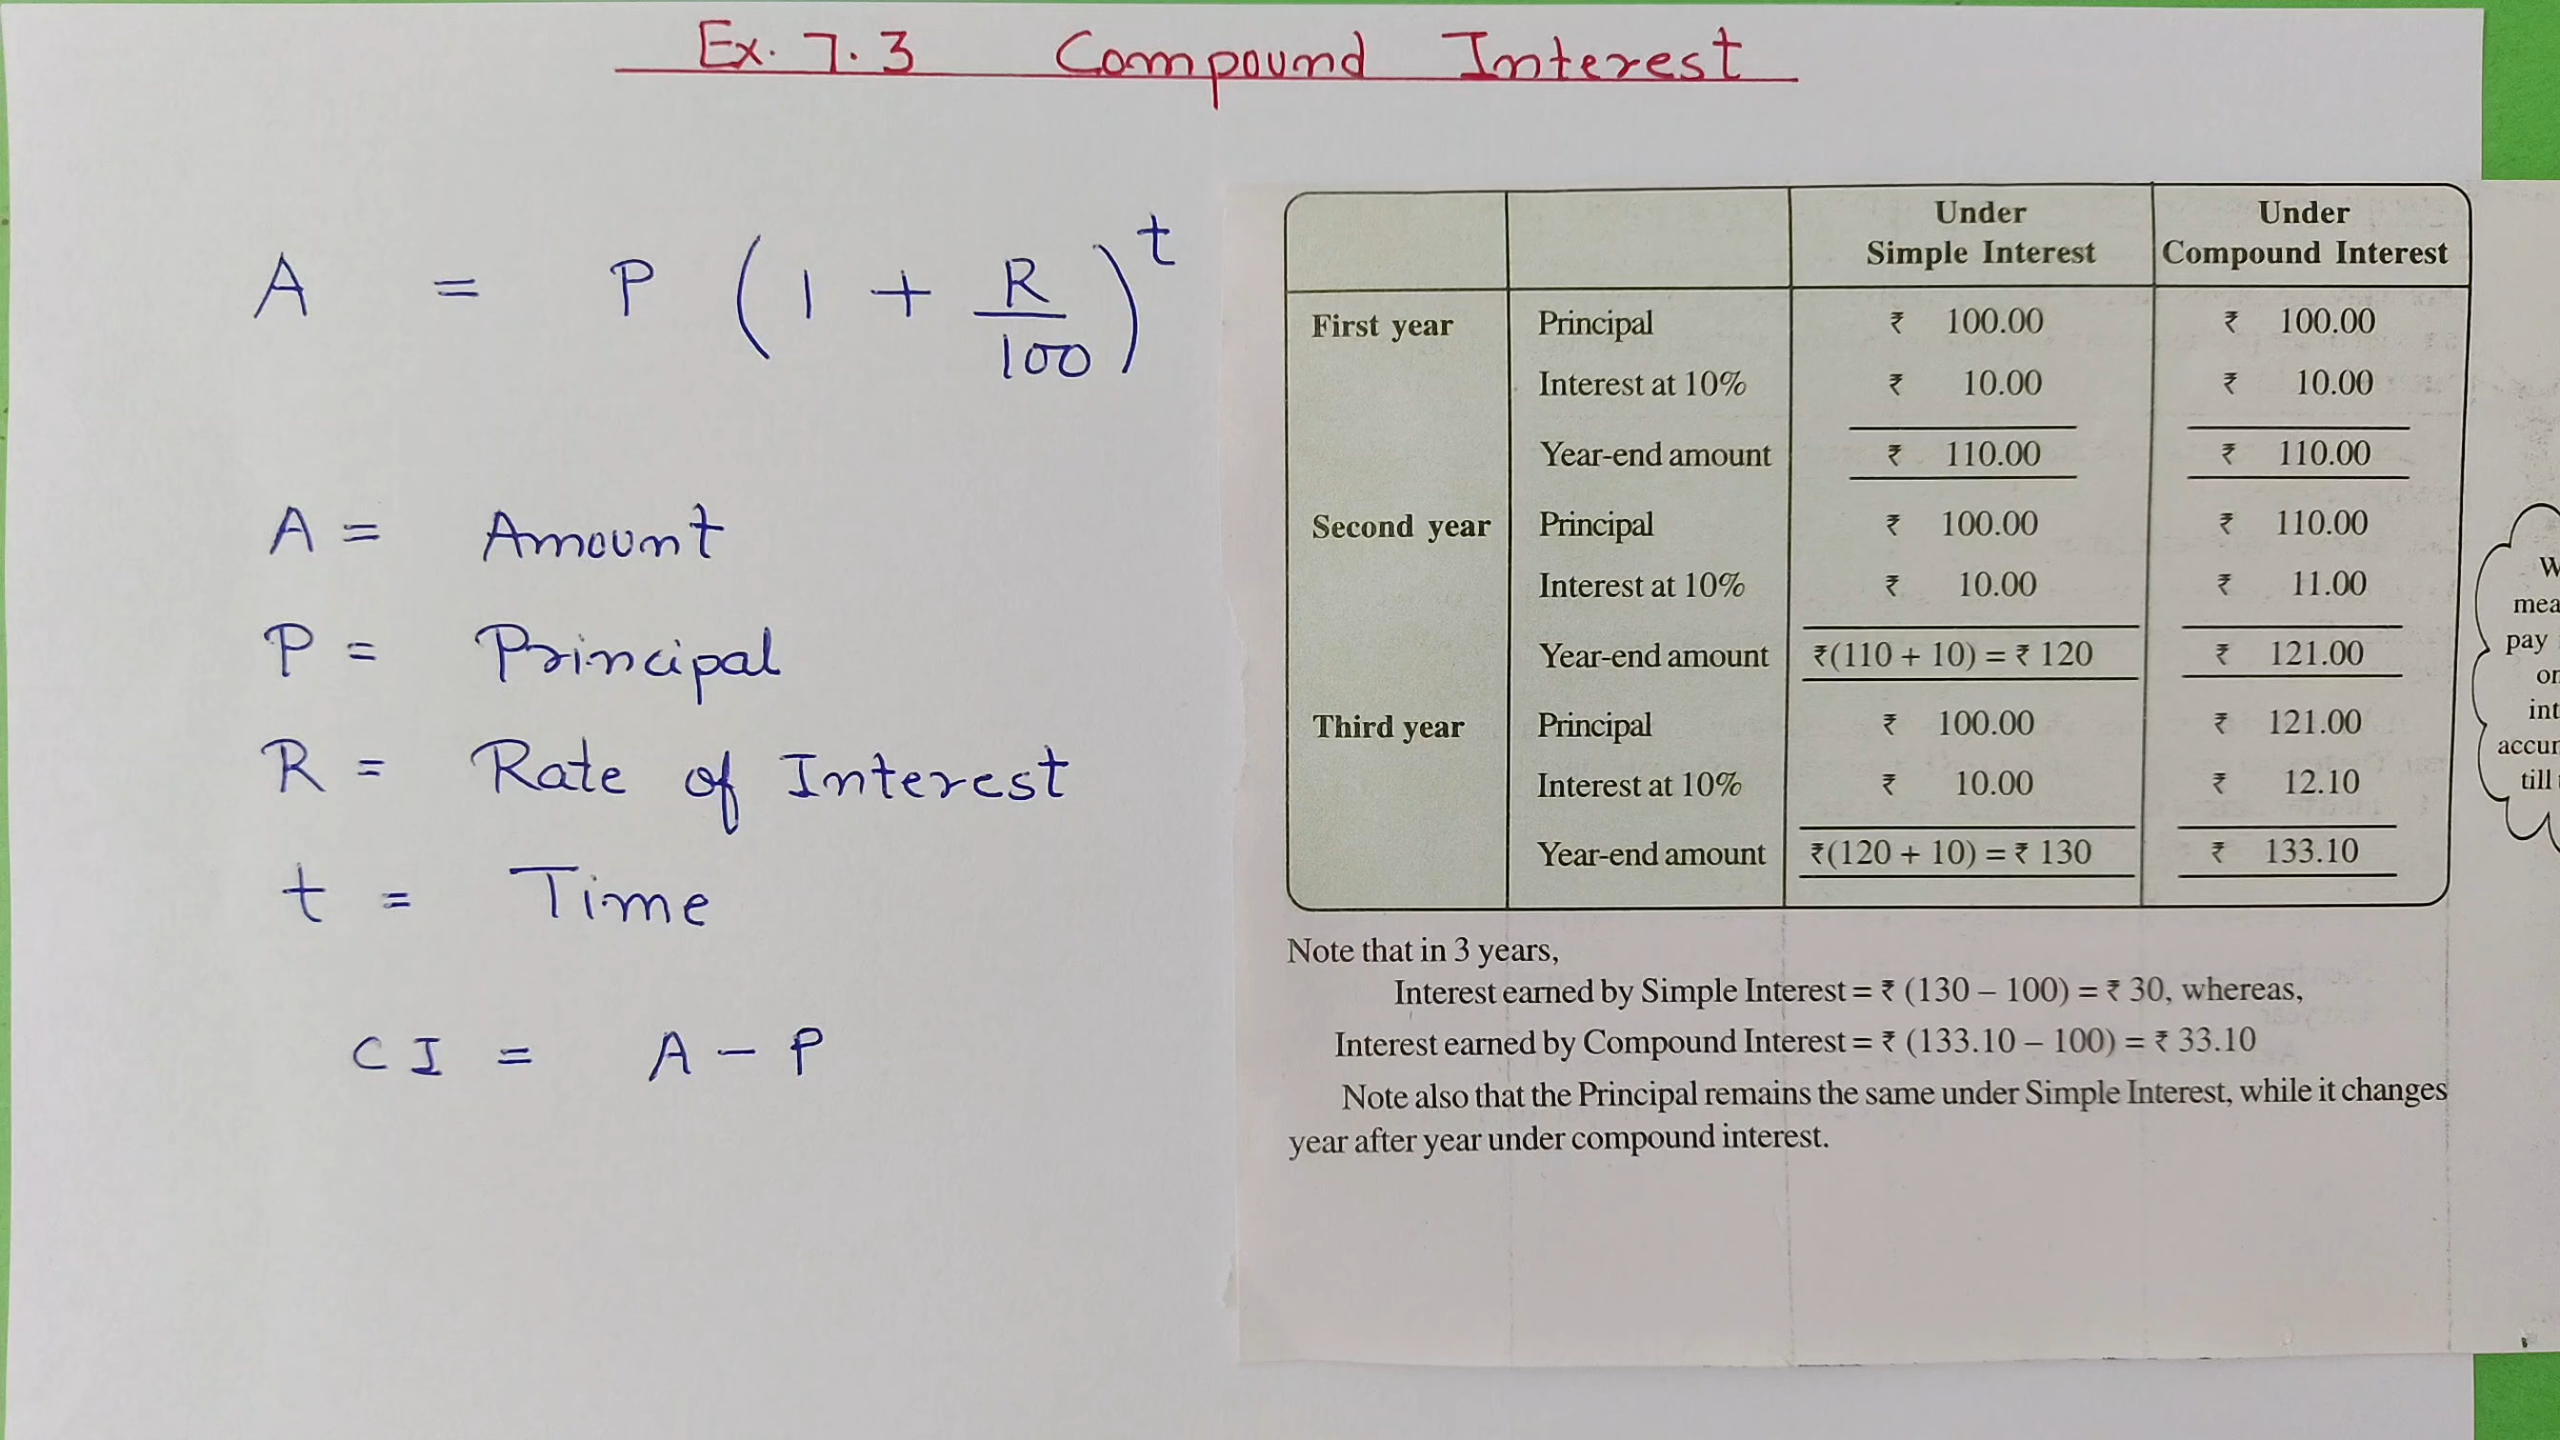 Ex. 7.3 Compound Interest
A = P (1 + R/100)^t
A = Amount
P = Principal
R = Rate of Interest
t = Time
CI = A - P
Under Simple Interest Under Compound Interest
First year Principal ₹ 100.00 ₹ 100.00
Interest at 10% ₹ 10.00 ₹ 10.00
Year-end amount ₹ 110.00 ₹ 110.00
Second year Principal ₹ 100.00 ₹ 110.00
Interest at 10% ₹ 10.00 ₹ 11.00
Year-end amount ₹(110 + 10) = ₹ 120 ₹ 121.00
Third year Principal ₹ 100.00 ₹ 121.00
Interest at 10% ₹ 10.00 ₹ 12.10
Year-end amount ₹(120 + 10) = ₹ 130 ₹ 133.10
Note that in 3 years,
Interest earned by Simple Interest = ₹ (130 – 100) = ₹ 30, whereas,
Interest earned by Compound Interest = ₹ (133.10 – 100) = ₹ 33.10
Note also that the Principal remains the same under Simple Interest, while it changes
year after year under compound interest.
pay
till